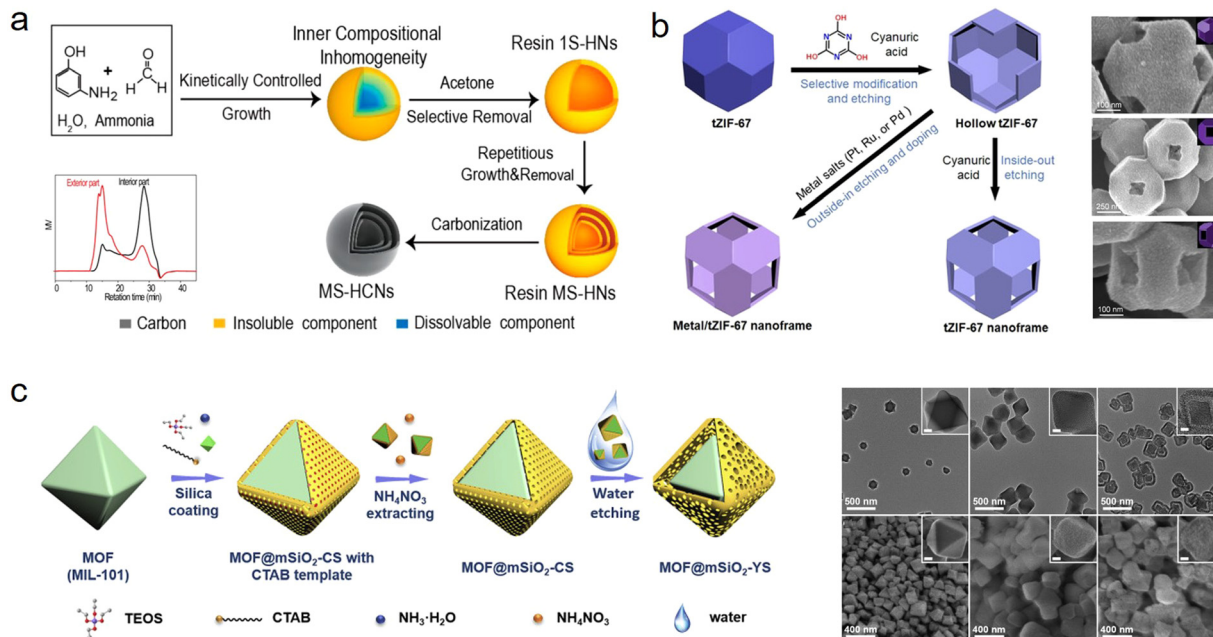 a
OH
NH2
+
O
H
H
H2O, Ammonia
Kinetically Controlled
Growth
Inner Compositional
Inhomogeneity
Acetone
Selective Removal
Resin 1S-HNs
Repetitious
Growth&Removal
Exterior part
Interior part
MV
0 10 20 30 40
Retation time (min)
Carbonization
MS-HCNs
Resin MS-HNs
Carbon
Insoluble component
Dissolvable component
b
OH
N
N
N
HO
OH
Cyanuric
acid
Selective modification
and etching
tZIF-67
Hollow tZIF-67
Metal salts (Pt, Ru, or Pd )
Outside-in etching and doping
Cyanuric
acid
Inside-out
etching
Metal/tZIF-67 nanoframe
tZIF-67 nanoframe
100 nm
250 nm
100 nm
c
Silica
coating
NH4NO3
extracting
Water
etching
MOF
(MIL-101)
MOF@mSiO2-CS with
CTAB template
MOF@mSiO2-CS
MOF@mSiO2-YS
TEOS
CTAB
NH3·H2O
NH4NO3
water
500 nm
500 nm
500 nm
400 nm
400 nm
400 nm